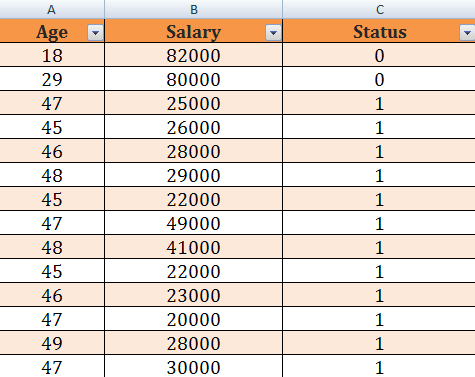 A B C
Age Salary Status
18 82000 0
29 80000 0
47 25000 1
45 26000 1
46 28000 1
48 29000 1
45 22000 1
47 49000 1
48 41000 1
45 22000 1
46 23000 1
47 20000 1
49 28000 1
47 30000 1